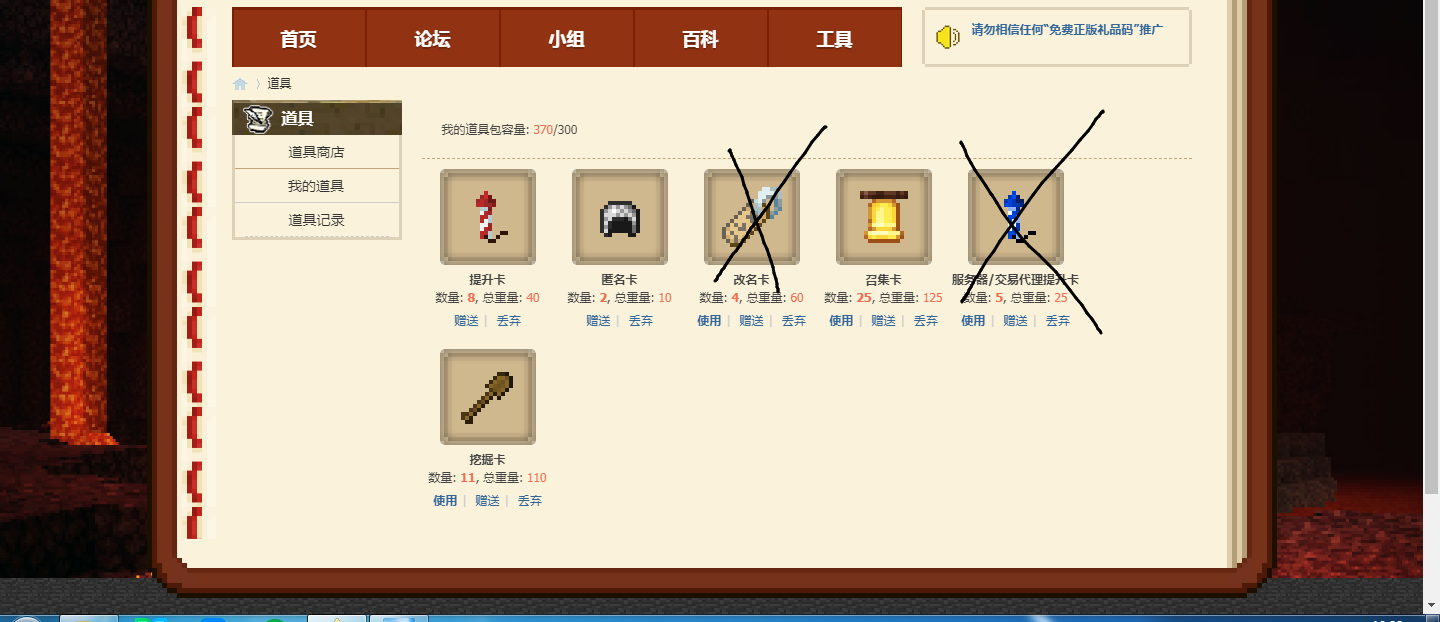 首页 论坛 小组 百科 工具
请勿相信任何“免费正版礼品码”推广
道具
道具
道具商店
我的道具
道具记录
我的道具包容量: 370/300
提升卡 匿名卡 改名卡 召集卡 服务器/交易代理提升卡
数量: 8, 总重量: 40 数量: 2, 总重量: 10 数量: 4, 总重量: 60 数量: 25, 总重量: 125 数量: 5, 总重量: 25
赠送 | 丢弃 赠送 | 丢弃 使用 | 赠送 | 丢弃 使用 | 赠送 | 丢弃 使用 | 赠送 | 丢弃
挖掘卡
数量: 11, 总重量: 110
使用 | 赠送 | 丢弃